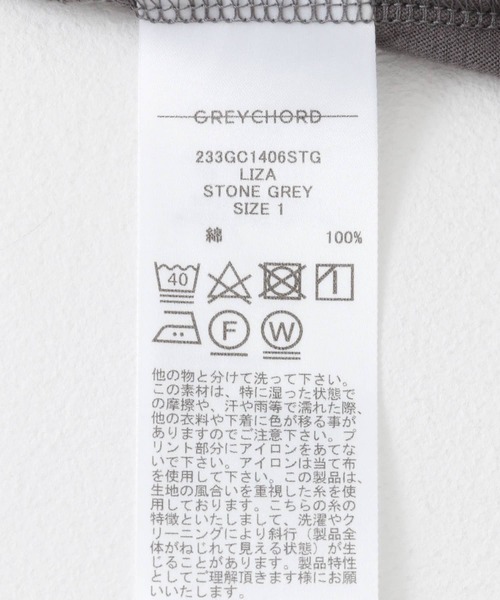 GREYCHORD
233GC1406STG
LIZA
STONE GREY
SIZE 1
綿 100%
40
F W
他の物と分けて洗って下さい。
この素材は、特に湿った状態で
の摩擦や、汗や雨等で濡れた際、
他の衣料や下着に色が移る事が
ありますのでご注意下さい。プ
リント部分にアイロンをあてな
いで下さい。アイロンは当て布
を使用して下さい。この製品は、
生地の風合いを重視した糸を使
用しております。こちらの糸の
特徴といたしまして、洗濯やク
リーニングにより斜行（製品全
体がねじれて見える状態）が生
じることがあります。製品特性
としてご理解頂きます様にお願
いいたします。